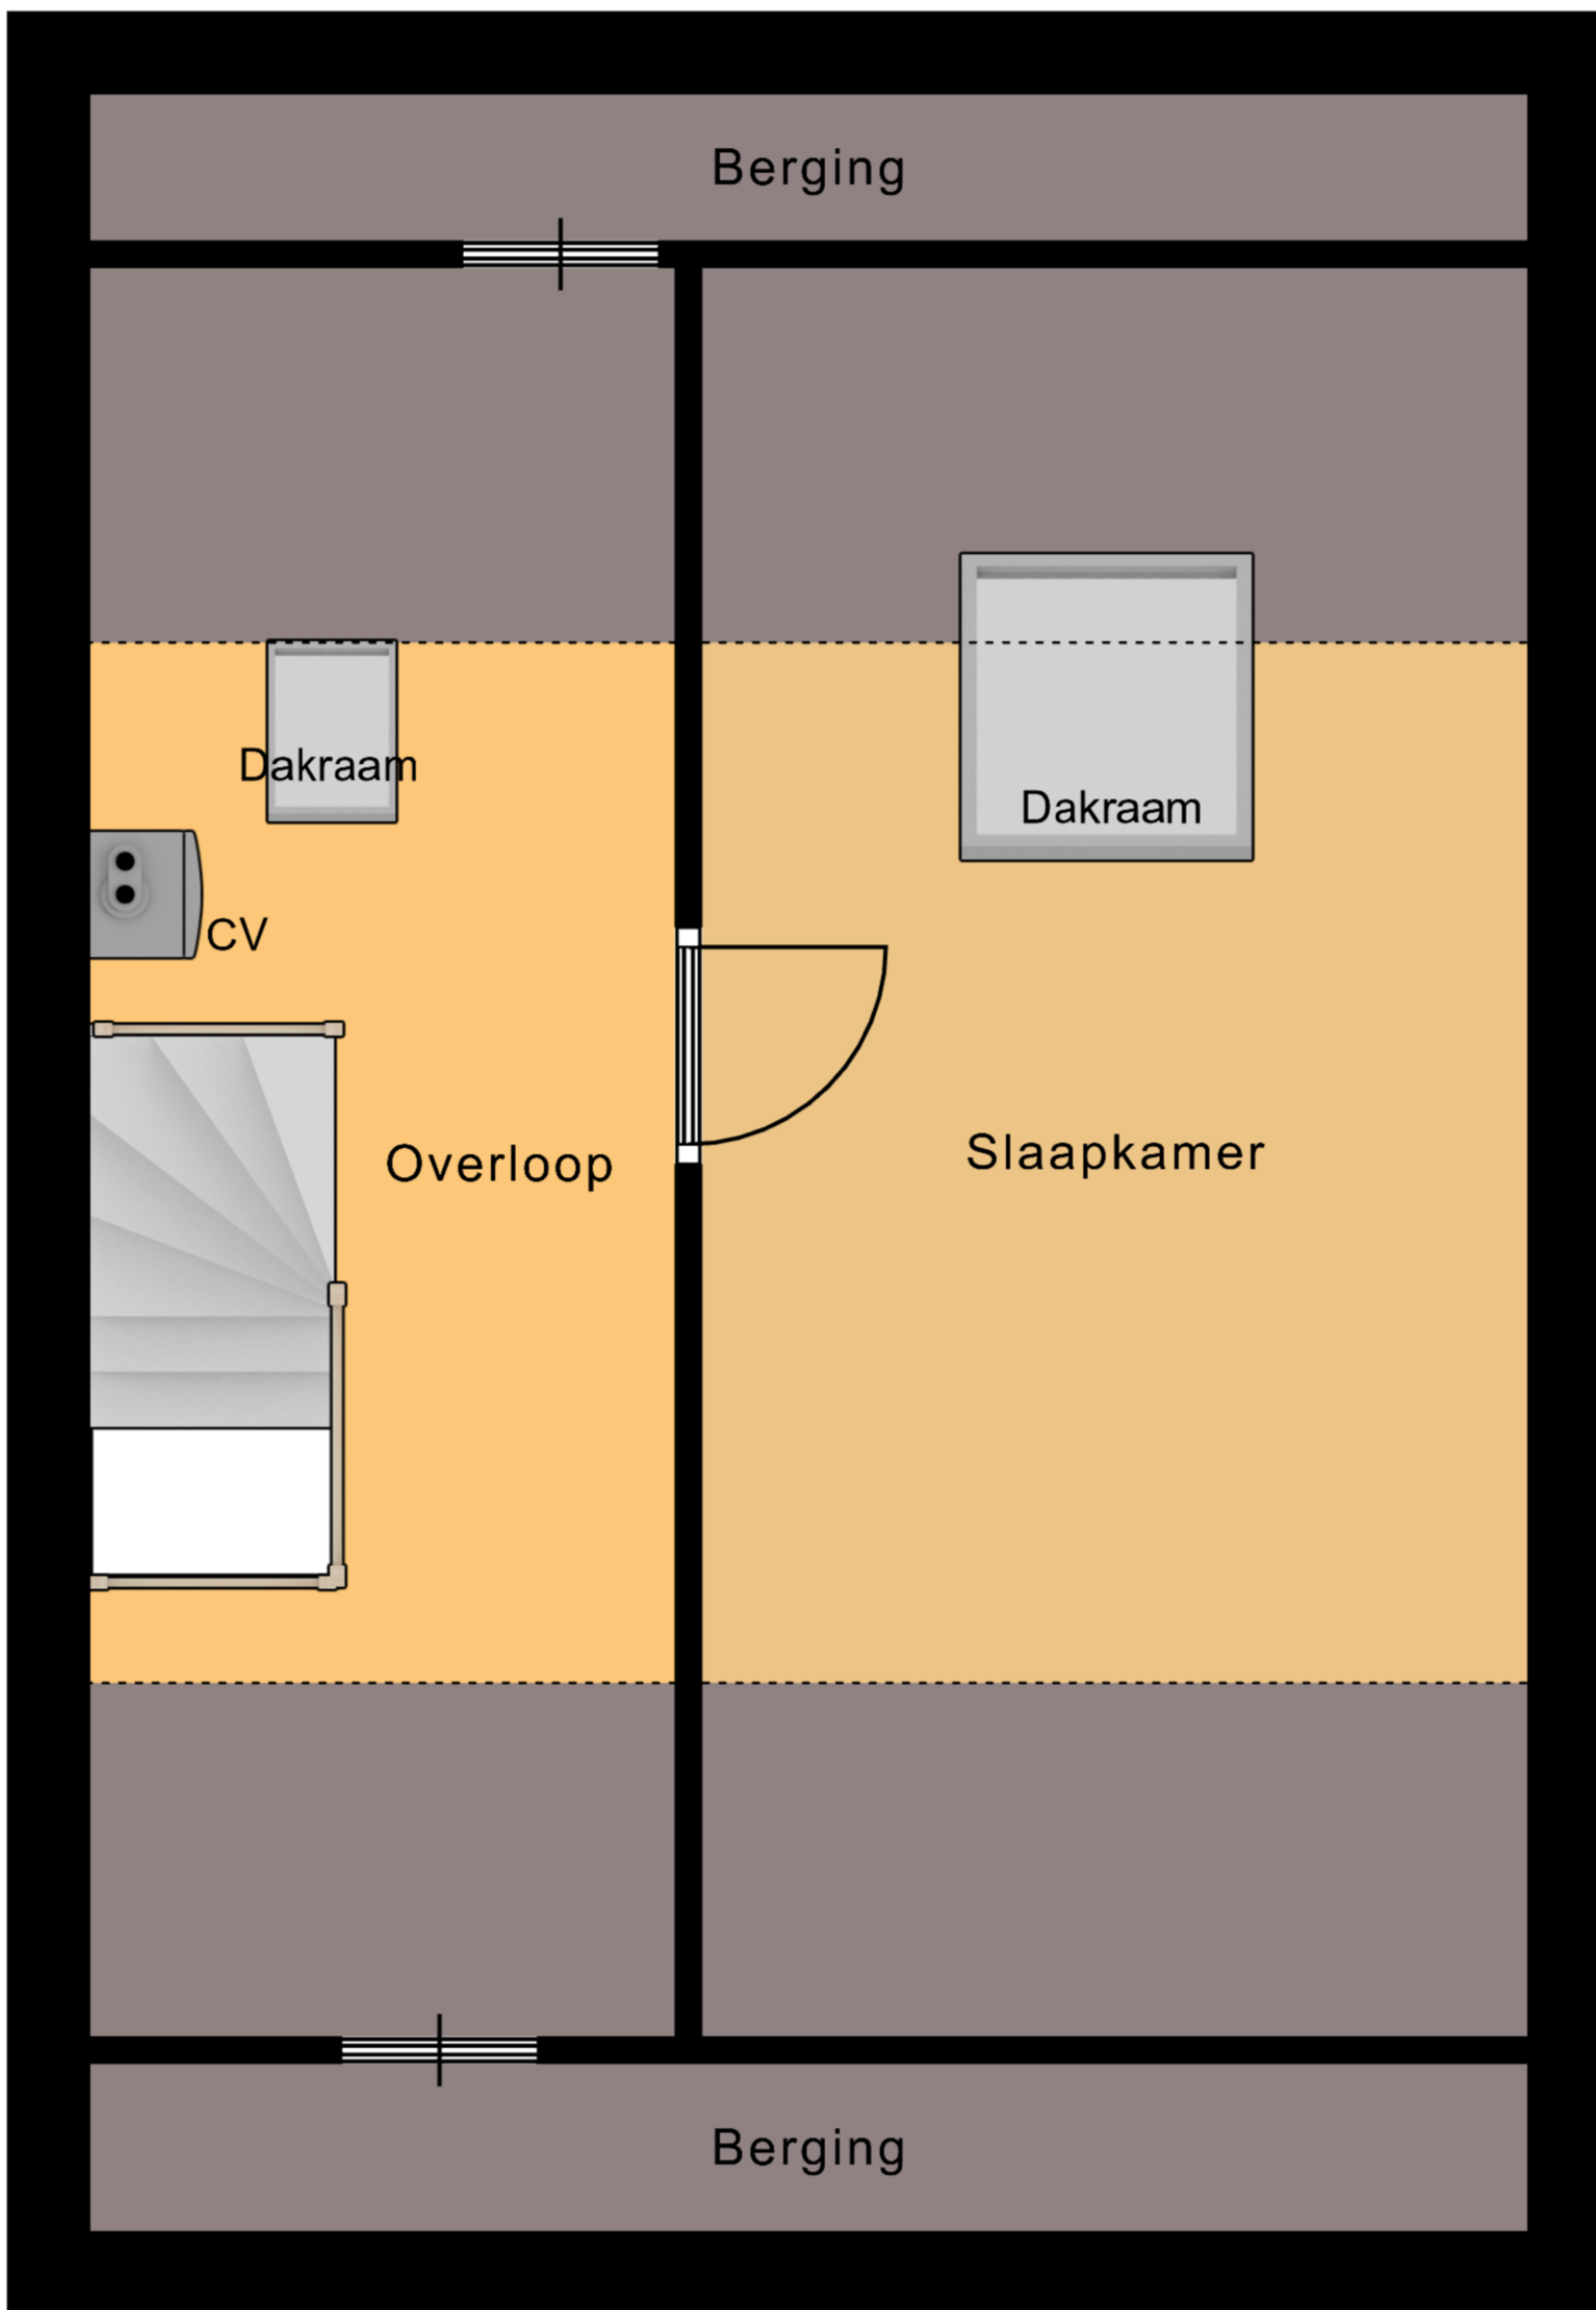 Berging
Dakraam
Dakraam
CV
Overloop
Slaapkamer
Berging